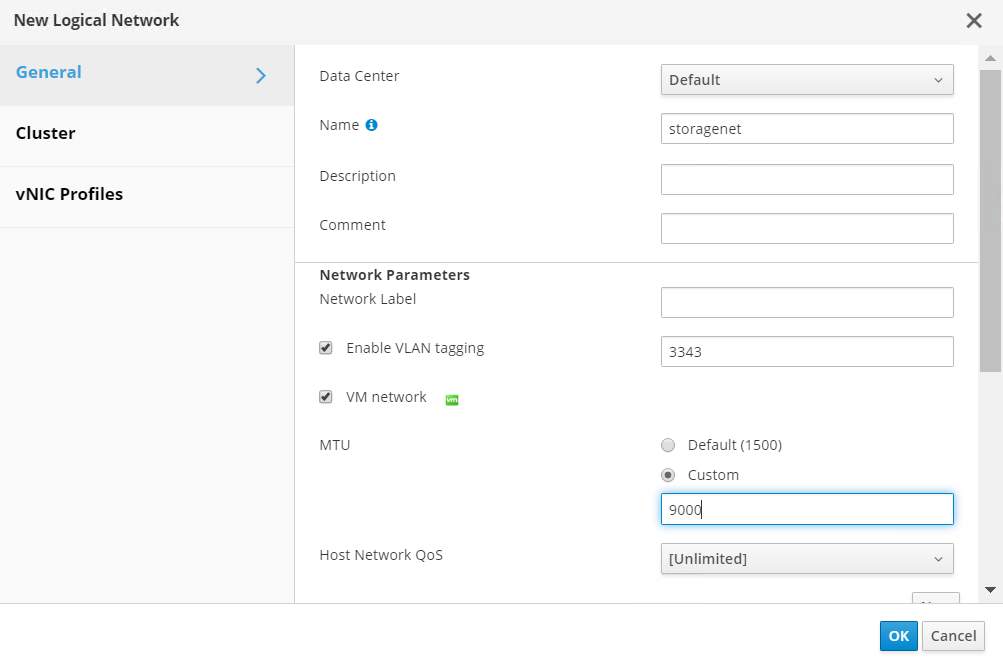 New Logical Network
General
Cluster
vNIC Profiles
Data Center
Default
Name
storagenet
Description
Comment
Network Parameters
Network Label
Enable VLAN tagging
3343
VM network
vm
MTU
Default (1500)
Custom
9000
Host Network QoS
[Unlimited]
OK
Cancel